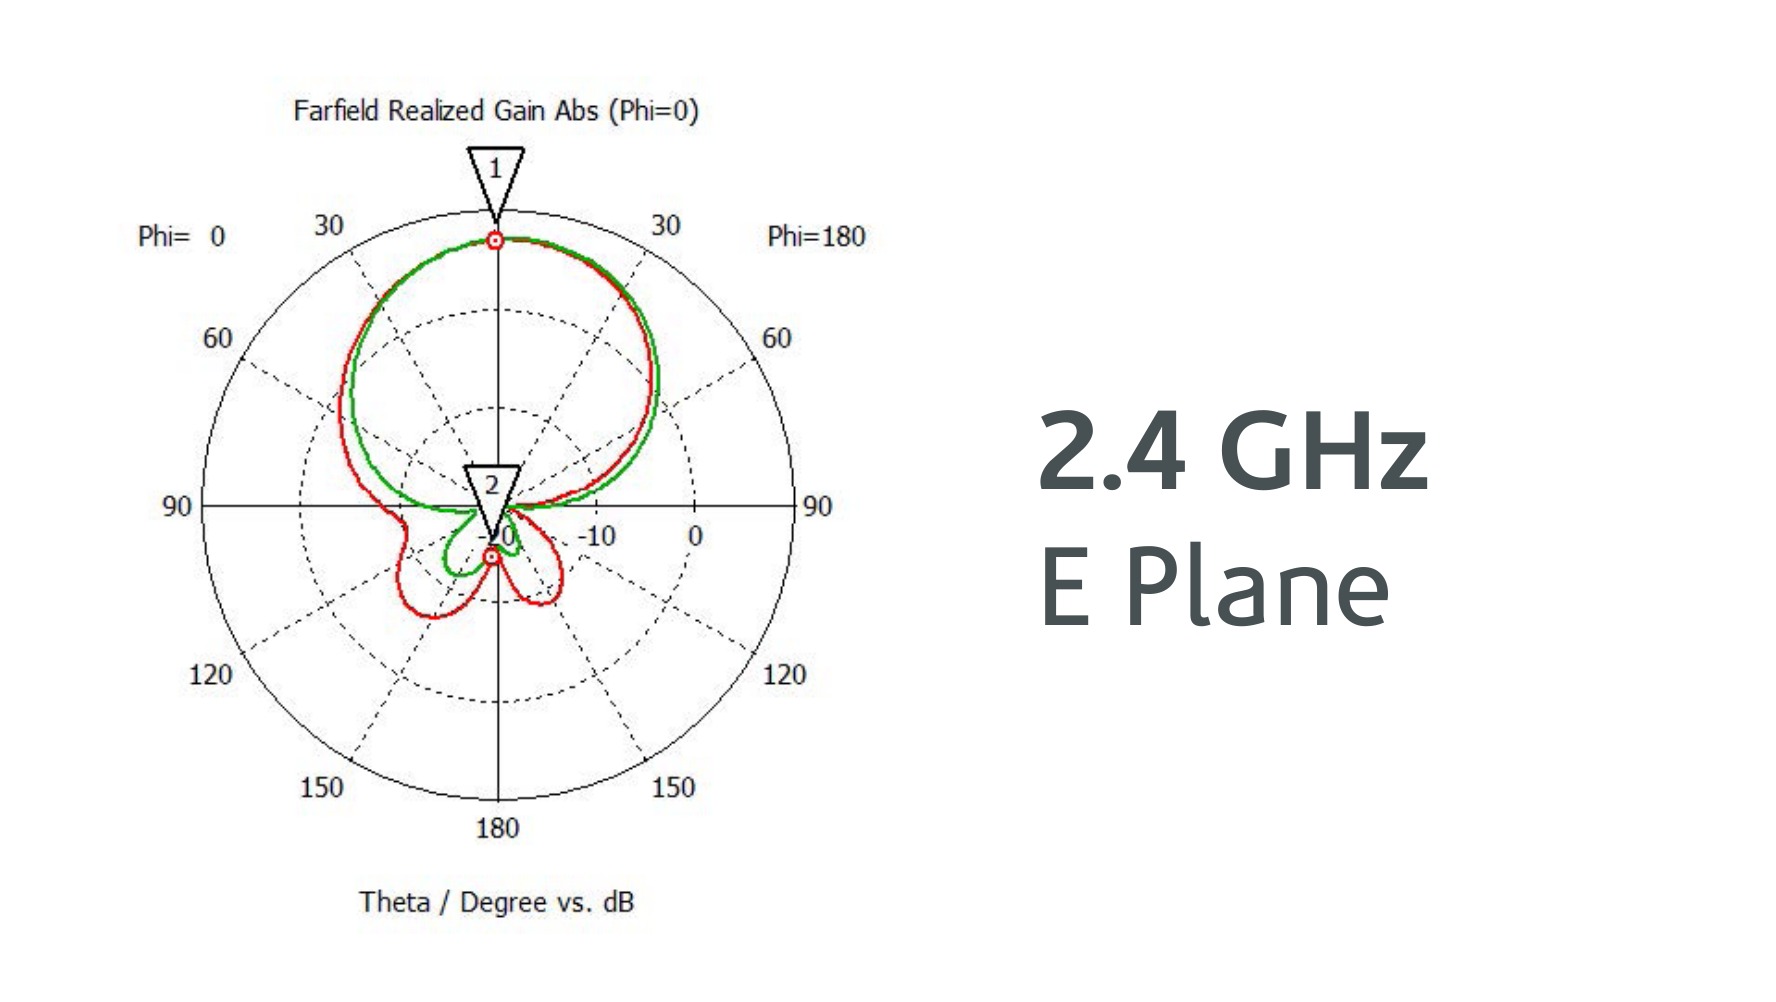 Farfield Realized Gain Abs (Phi=0)
1
Phi= 0
30
30
Phi=180
60
60
2
90
90
-10
0
120
120
150
150
180
Theta / Degree vs. dB
2.4 GHz
E Plane